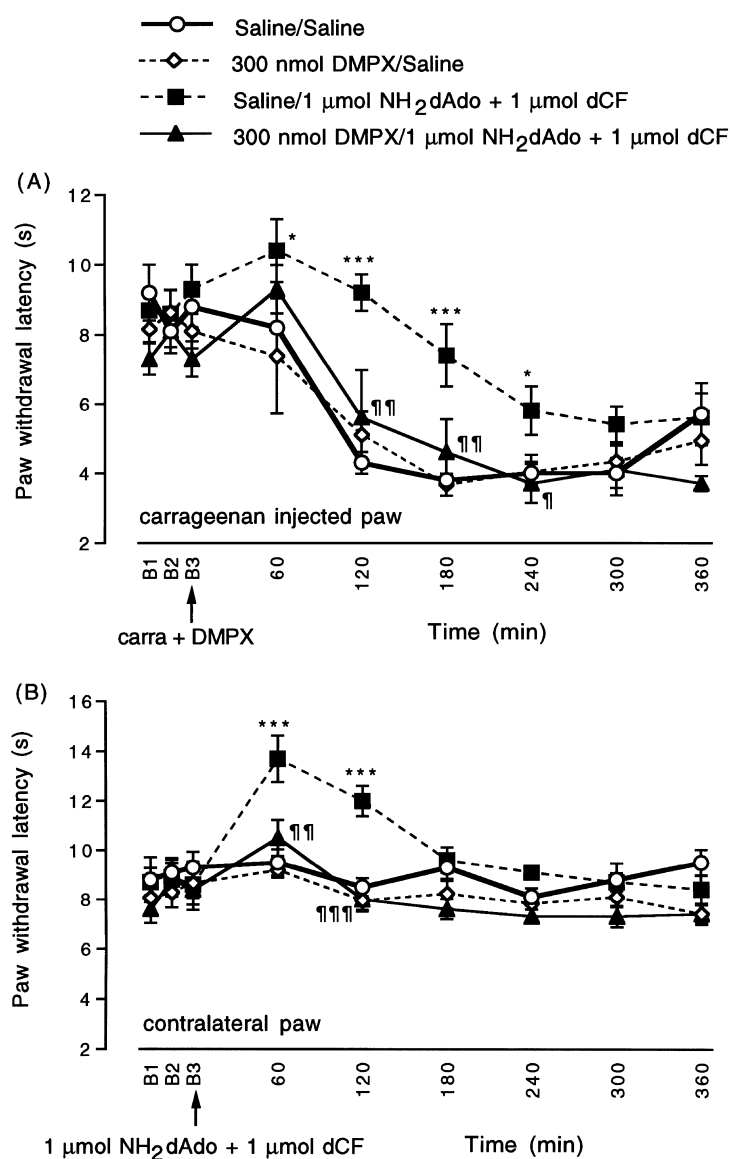 Saline/Saline
300 nmol DMPX/Saline
Saline/1 μmol NH2dAdo + 1 μmol dCF
300 nmol DMPX/1 μmol NH2dAdo + 1 μmol dCF
(A)
Paw withdrawal latency (s)
12
10
8
6
4
2
*
***
***
*
¶¶
¶¶
¶
carrageenan injected paw
B1 B2 B3 60 120 180 240 300 360
carra + DMPX
Time (min)
(B)
Paw withdrawal latency (s)
16
14
12
10
8
6
4
2
***
***
¶¶
¶¶¶
contralateral paw
B1 B2 B3 60 120 180 240 300 360
1 μmol NH2dAdo + 1 μmol dCF
Time (min)